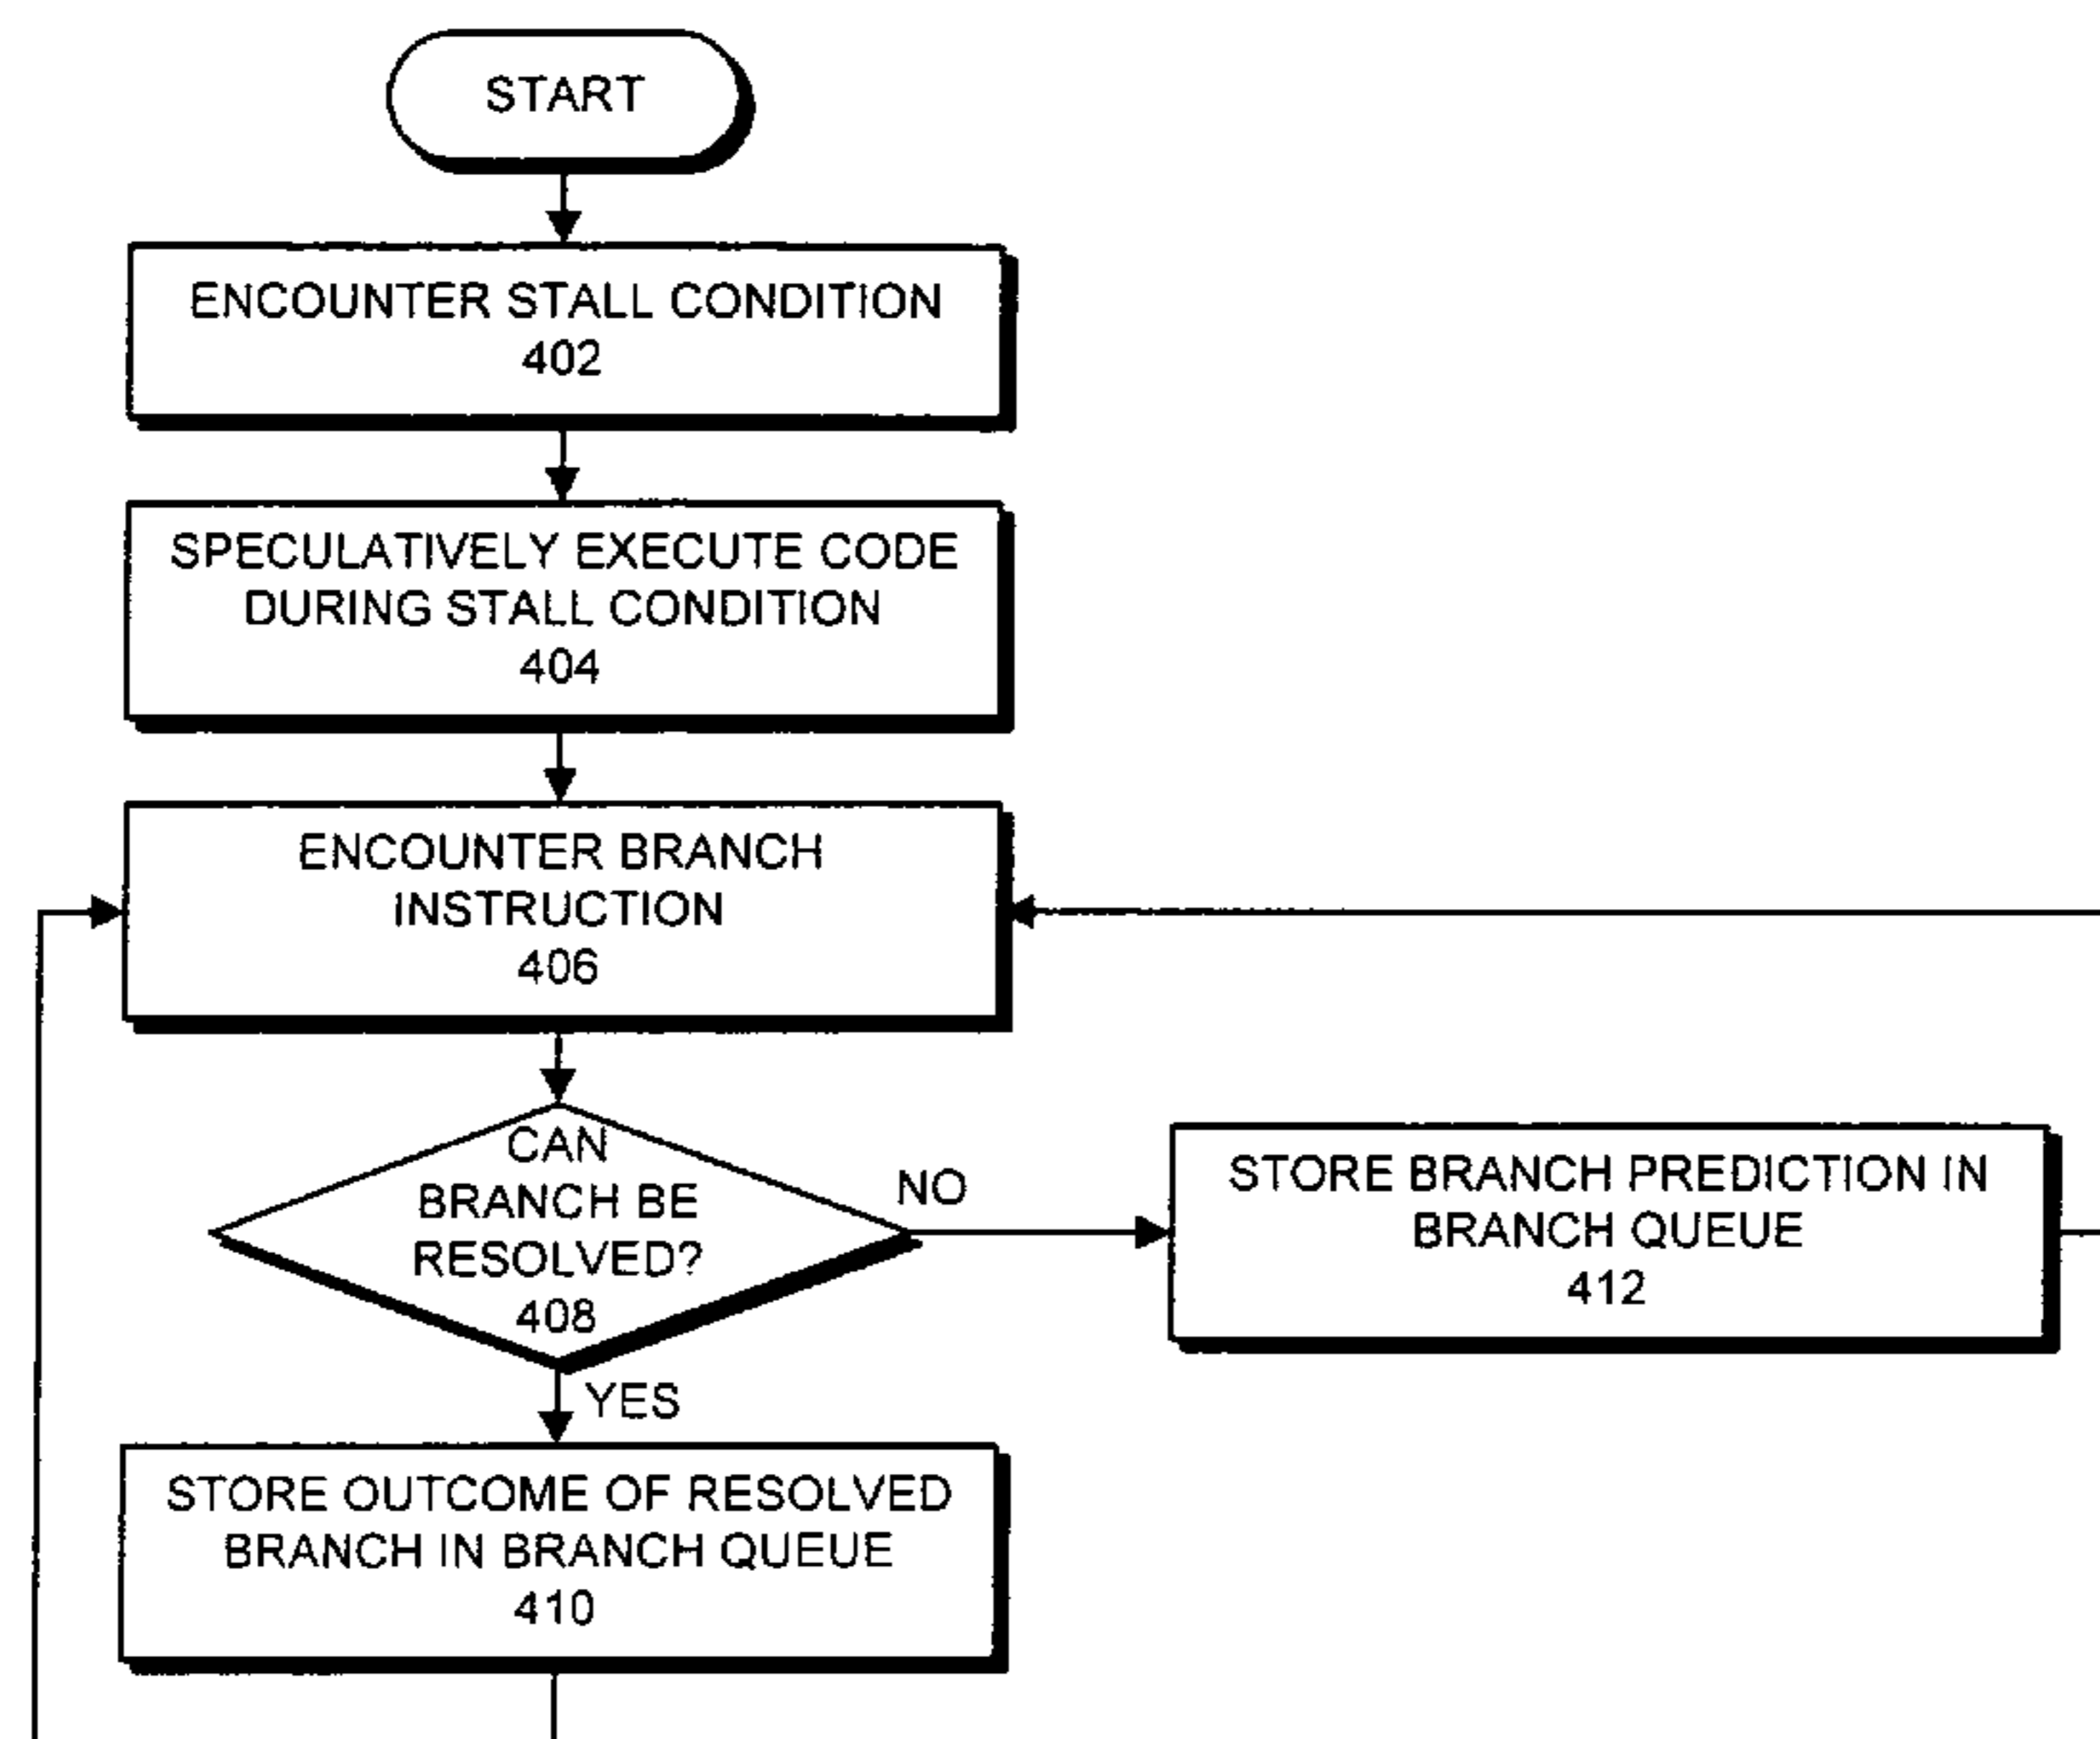 START
ENCOUNTER STALL CONDITION
402
SPECULATIVELY EXECUTE CODE
DURING STALL CONDITION
404
ENCOUNTER BRANCH
INSTRUCTION
406
CAN
BRANCH BE
RESOLVED?
408
NO
STORE BRANCH PREDICTION IN
BRANCH QUEUE
412
YES
STORE OUTCOME OF RESOLVED
BRANCH IN BRANCH QUEUE
410